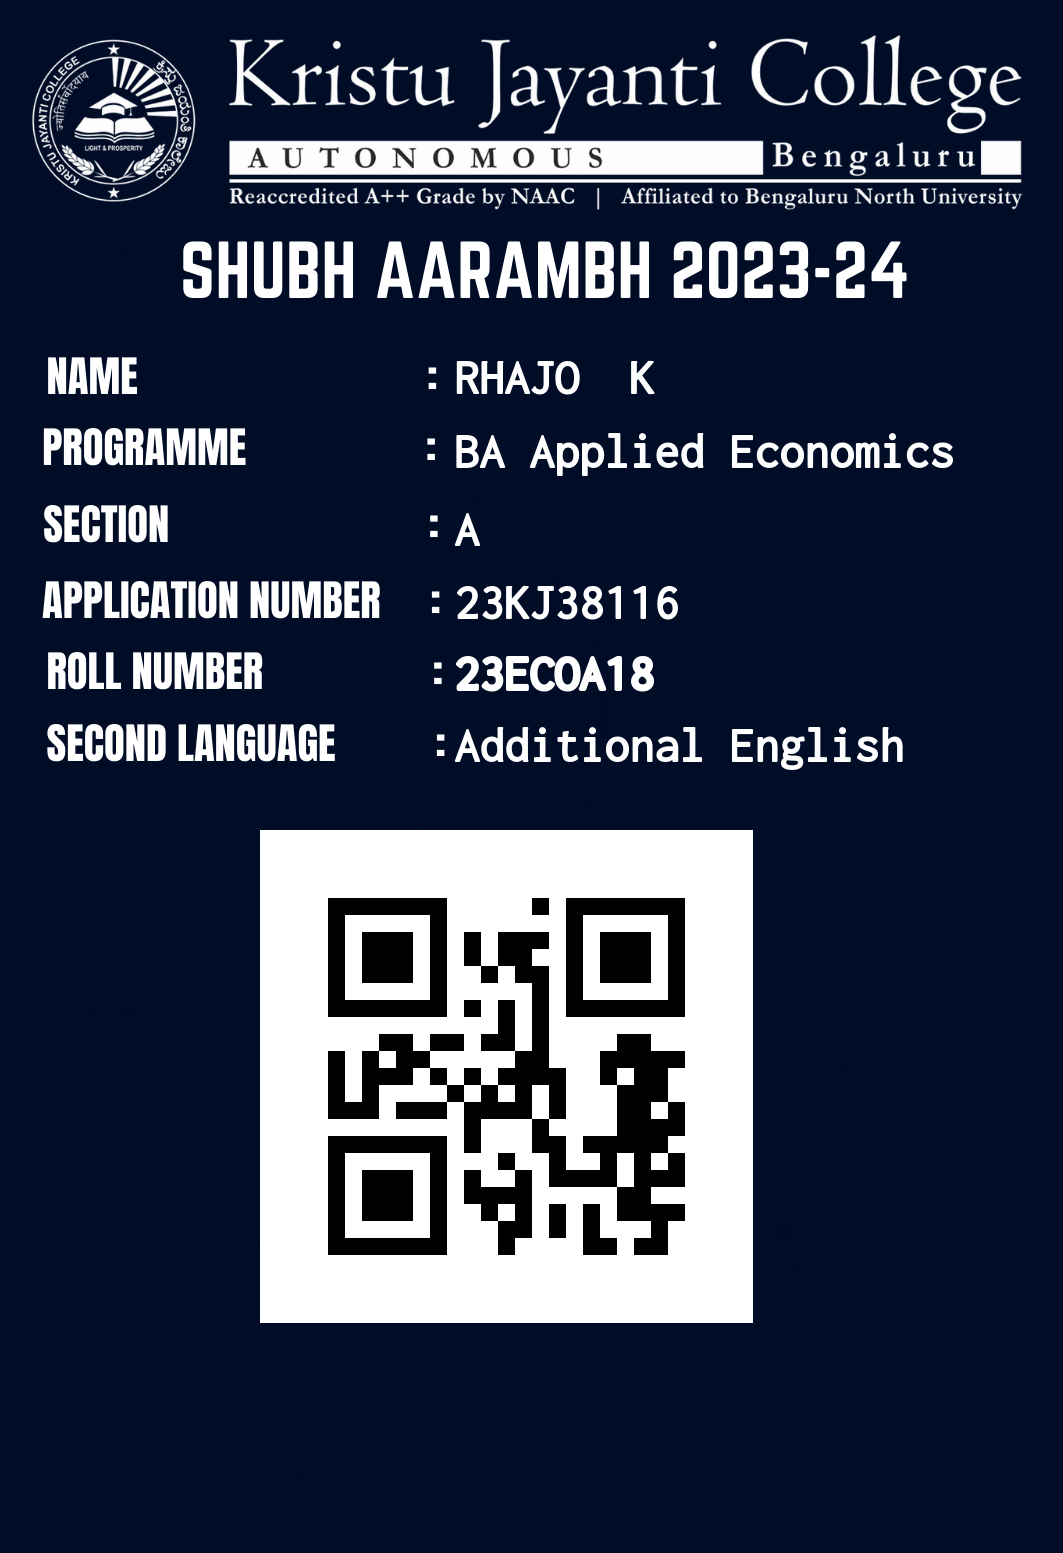 Kristu Jayanti College
AUTONOMOUS Bengaluru
Reaccredited A++ Grade by NAAC | Affiliated to Bengaluru North University
KRISTU JAYANTI COLLEGE
LIGHT & PROSPERITY
SHUBH AARAMBH 2023-24
NAME : RHAJO K
PROGRAMME : BA Applied Economics
SECTION : A
APPLICATION NUMBER : 23KJ38116
ROLL NUMBER : 23ECOA18
SECOND LANGUAGE : Additional English